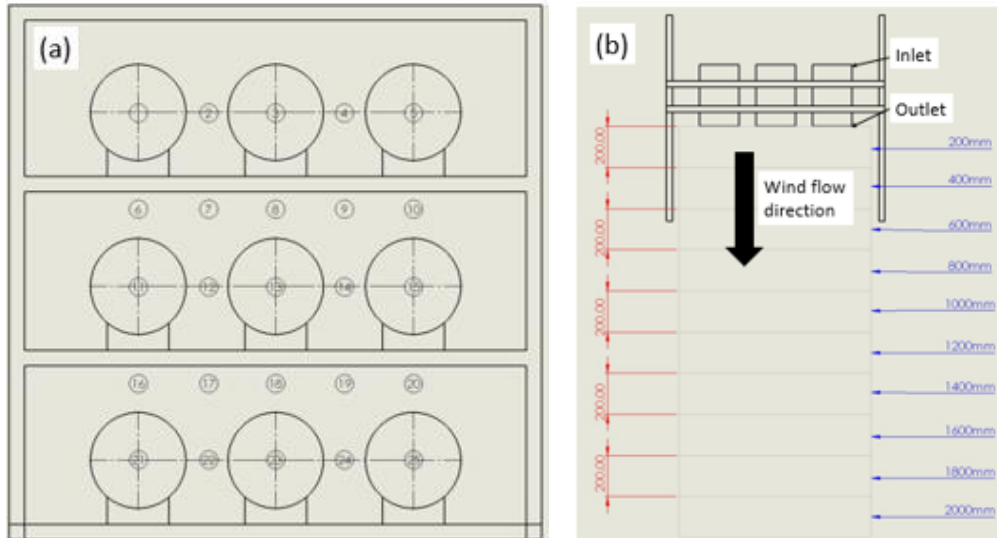 (a)
2 3 4 5
6 7 8 9 10
11 12 13 14 15
16 17 18 19 20
21 22 23 24 25
(b)
Inlet
Outlet
200.00
200mm
400mm
Wind flow
direction
200.00
600mm
800mm
200.00
1000mm
1200mm
200.00
1400mm
1600mm
200.00
1800mm
2000mm